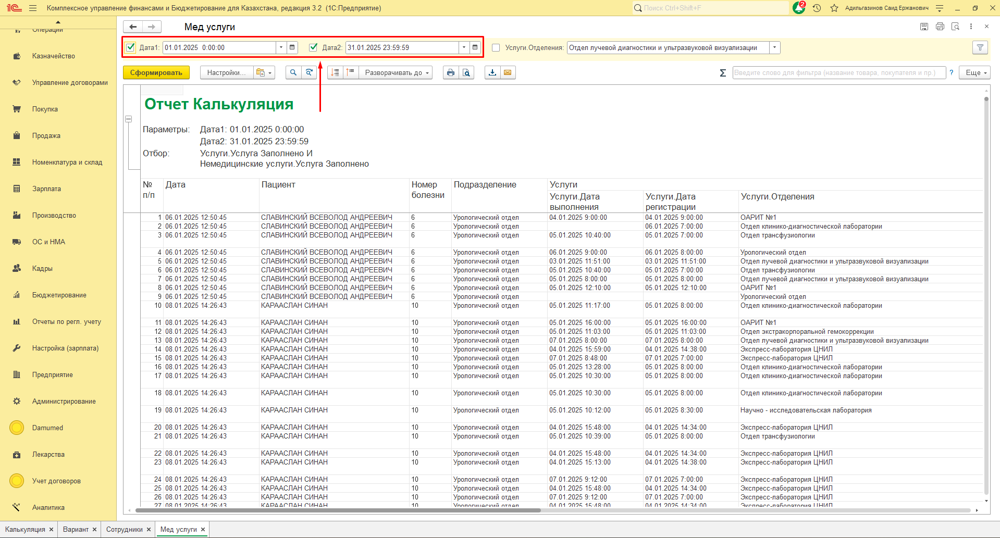 1С Комплексное управление финансами и Бюджетирование для Казахстана, редакция 3.2 (1С:Предприятие)
Поиск Ctrl+Shift+F
2
Адильгазинов Саид Ержанович
Операции
Казначейство
Управление договорами
Покупка
Продажа
Номенклатура и склад
Зарплата
Производство
ОС и НМА
Кадры
Бюджетирование
Отчеты по регл. учету
Настройка (зарплата)
Предприятие
Администрирование
Damumed
Лекарства
Учет договоров
Аналитика
Мед услуги
Дата1: 01.01.2025 0:00:00 Дата2: 31.01.2025 23:59:59 Услуги.Отделения: Отдел лучевой диагностики и ультразвуковой визуализации
Сформировать Настройки... Разворачивать до Σ Введите слово для фильтра (название товара, покупателя и пр.) ? Еще
Отчет Калькуляция
Параметры: Дата1: 01.01.2025 0:00:00
Дата2: 31.01.2025 23:59:59
Отбор: Услуги.Услуга Заполнено И
Немедицинские услуги.Услуга Заполнено
№ п/п Дата Пациент Номер болезни Подразделение Услуги
Услуги.Дата выполнения Услуги.Дата регистрации Услуги.Отделения
1 06.01.2025 12:50:45 СЛАВИНСКИЙ ВСЕВОЛОД АНДРЕЕВИЧ 6 Урологический отдел 04.01.2025 9:00:00 04.01.2025 9:00:00 ОАРИТ №1
2 06.01.2025 12:50:45 СЛАВИНСКИЙ ВСЕВОЛОД АНДРЕЕВИЧ 6 Урологический отдел 06.01.2025 7:00:00 Отдел клинико-диагностической лаборатории
3 06.01.2025 12:50:45 СЛАВИНСКИЙ ВСЕВОЛОД АНДРЕЕВИЧ 6 Урологический отдел 05.01.2025 10:40:00 05.01.2025 7:00:00 Отдел трансфузиологии
4 06.01.2025 12:50:45 СЛАВИНСКИЙ ВСЕВОЛОД АНДРЕЕВИЧ 6 Урологический отдел 06.01.2025 9:00:00 06.01.2025 8:00:00 Урологический отдел
5 06.01.2025 12:50:45 СЛАВИНСКИЙ ВСЕВОЛОД АНДРЕЕВИЧ 6 Урологический отдел 03.01.2025 11:51:00 03.01.2025 11:51:00 Отдел лучевой диагностики и ультразвуковой визуализации
6 06.01.2025 12:50:45 СЛАВИНСКИЙ ВСЕВОЛОД АНДРЕЕВИЧ 6 Урологический отдел 05.01.2025 10:40:00 05.01.2025 7:00:00 Отдел трансфузиологии
7 06.01.2025 12:50:45 СЛАВИНСКИЙ ВСЕВОЛОД АНДРЕЕВИЧ 6 Урологический отдел 05.01.2025 8:00:00 05.01.2025 8:00:00 Отдел лучевой диагностики и ультразвуковой визуализации
8 06.01.2025 12:50:45 СЛАВИНСКИЙ ВСЕВОЛОД АНДРЕЕВИЧ 6 Урологический отдел 05.01.2025 12:10:00 05.01.2025 12:10:00 ОАРИТ №1
9 06.01.2025 12:50:45 СЛАВИНСКИЙ ВСЕВОЛОД АНДРЕЕВИЧ 6 Урологический отдел Урологический отдел
10 08.01.2025 14:26:43 КАРААСЛАН СИНАН 10 Урологический отдел 05.01.2025 11:17:00 05.01.2025 8:00:00 Отдел клинико-диагностической лаборатории
11 08.01.2025 14:26:43 КАРААСЛАН СИНАН 10 Урологический отдел 05.01.2025 16:00:00 05.01.2025 16:00:00 ОАРИТ №1
12 08.01.2025 14:26:43 КАРААСЛАН СИНАН 10 Урологический отдел 05.01.2025 11:03:00 05.01.2025 11:03:00 Отдел экстракорпоральной гемокоррекции
13 08.01.2025 14:26:43 КАРААСЛАН СИНАН 10 Урологический отдел 07.01.2025 8:00:00 07.01.2025 8:00:00 Отдел лучевой диагностики и ультразвуковой визуализации
14 08.01.2025 14:26:43 КАРААСЛАН СИНАН 10 Урологический отдел 04.01.2025 15:59:00 04.01.2025 14:38:00 Экспресс-лаборатория ЦНИЛ
15 08.01.2025 14:26:43 КАРААСЛАН СИНАН 10 Урологический отдел 07.01.2025 8:48:00 07.01.2025 7:00:00 Экспресс-лаборатория ЦНИЛ
16 08.01.2025 14:26:43 КАРААСЛАН СИНАН 10 Урологический отдел 05.01.2025 13:28:00 05.01.2025 8:00:00 Отдел клинико-диагностической лаборатории
17 08.01.2025 14:26:43 КАРААСЛАН СИНАН 10 Урологический отдел 05.01.2025 10:30:00 05.01.2025 8:00:00 Отдел клинико-диагностической лаборатории
18 08.01.2025 14:26:43 КАРААСЛАН СИНАН 10 Урологический отдел 05.01.2025 10:30:00 05.01.2025 8:00:00 Отдел клинико-диагностической лаборатории
19 08.01.2025 14:26:43 КАРААСЛАН СИНАН 10 Урологический отдел 05.01.2025 10:12:00 05.01.2025 8:30:00 Научно - исследовательская лаборатория
20 08.01.2025 14:26:43 КАРААСЛАН СИНАН 10 Урологический отдел 04.01.2025 15:48:00 04.01.2025 14:34:00 Экспресс-лаборатория ЦНИЛ
21 08.01.2025 14:26:43 КАРААСЛАН СИНАН 10 Урологический отдел 05.01.2025 10:39:00 05.01.2025 8:00:00 Отдел трансфузиологии
22 08.01.2025 14:26:43 КАРААСЛАН СИНАН 10 Урологический отдел 04.01.2025 15:48:00 04.01.2025 14:34:00 Экспресс-лаборатория ЦНИЛ
23 08.01.2025 14:26:43 КАРААСЛАН СИНАН 10 Урологический отдел 04.01.2025 15:13:00 04.01.2025 14:38:00 Экспресс-лаборатория ЦНИЛ
24 08.01.2025 14:26:43 КАРААСЛАН СИНАН 10 Урологический отдел 07.01.2025 9:12:00 07.01.2025 7:00:00 Экспресс-лаборатория ЦНИЛ
25 08.01.2025 14:26:43 КАРААСЛАН СИНАН 10 Урологический отдел 04.01.2025 15:48:00 04.01.2025 14:34:00 Экспресс-лаборатория ЦНИЛ
26 08.01.2025 14:26:43 КАРААСЛАН СИНАН 10 Урологический отдел 07.01.2025 9:12:00 07.01.2025 7:00:00 Экспресс-лаборатория ЦНИЛ
27 08.01.2025 14:26:43 КАРААСЛАН СИНАН 10 Урологический отдел 04.01.2025 15:48:00 04.01.2025 14:34:00 Экспресс-лаборатория ЦНИЛ
Калькуляция Вариант Сотрудники Мед услуги